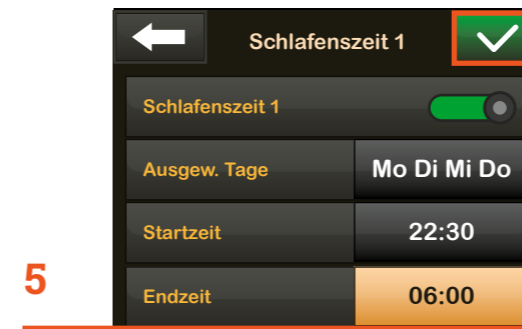 Schlafenszeit 1
Schlafenszeit 1
Ausgew. Tage Mo Di Mi Do
Startzeit 22:30
5
Endzeit 06:00